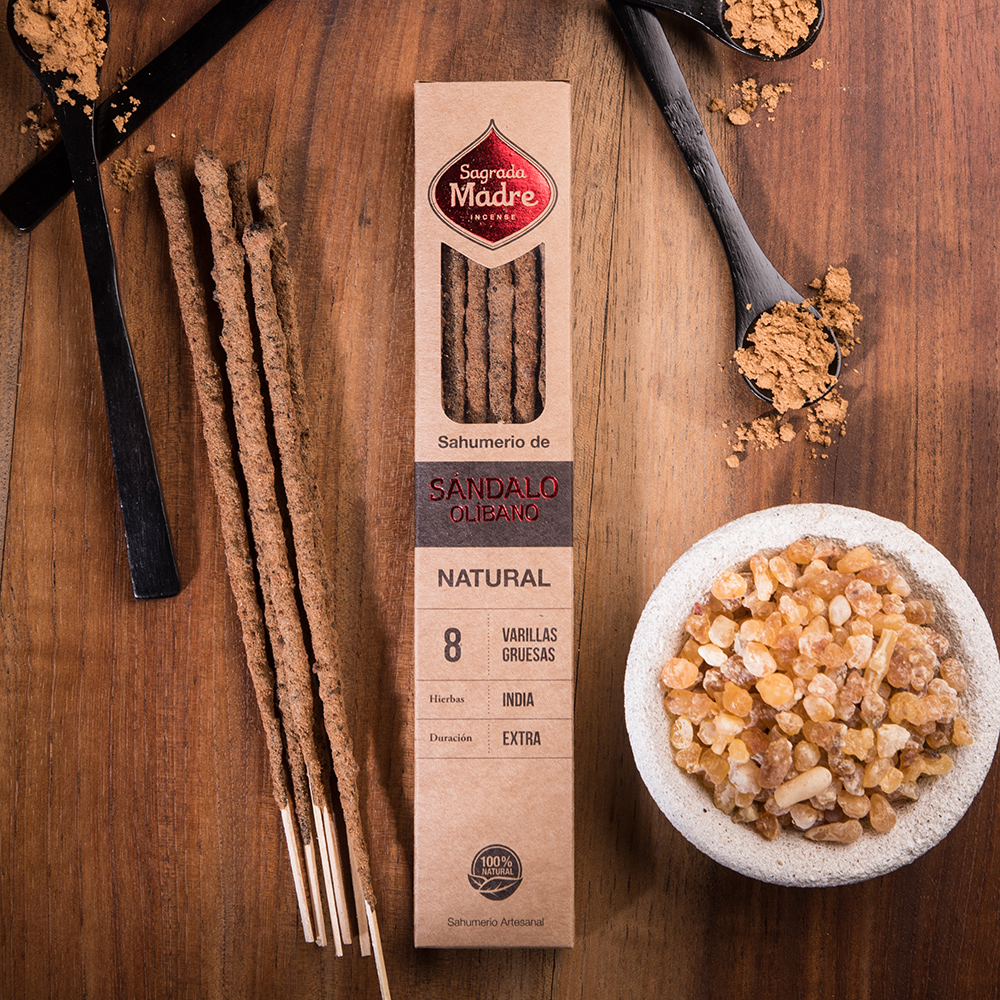 Sagrada
Madre
INCENSE
Sahumerio de
SÁNDALO
OLÍBANO
NATURAL
8 VARILLAS
GRUESAS
Hierbas INDIA
Duración EXTRA
100%
NATURAL
Sahumerio Artesanal